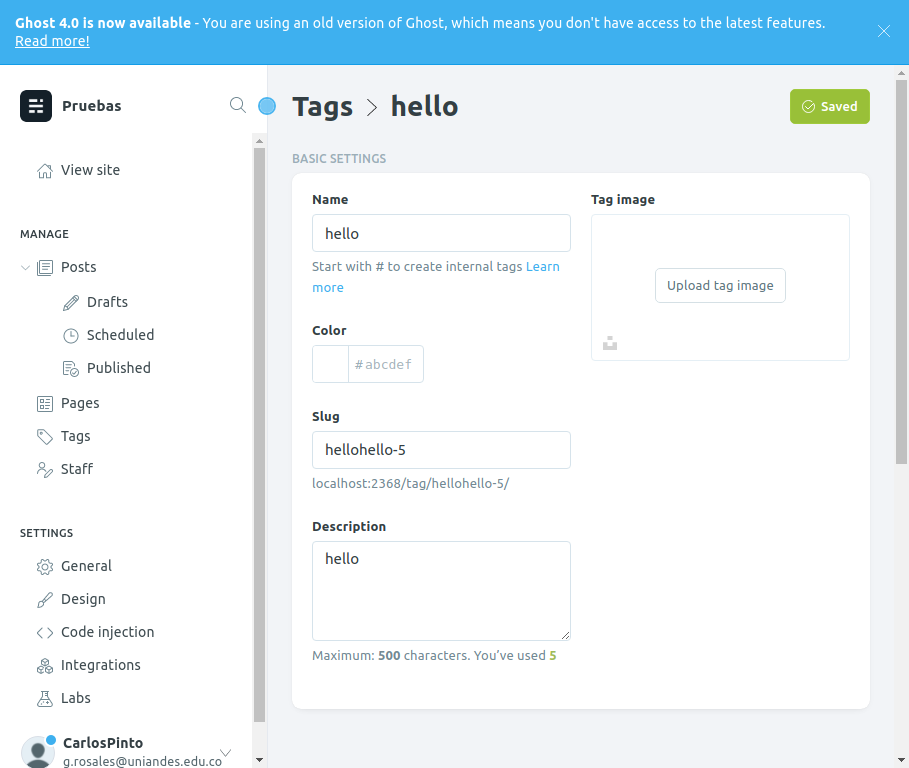 Ghost 4.0 is now available - You are using an old version of Ghost, which means you don't have access to the latest features.
Read more!
Pruebas
View site
MANAGE
Posts
Drafts
Scheduled
Published
Pages
Tags
Staff
SETTINGS
General
Design
Code injection
Integrations
Labs
CarlosPinto
g.rosales@uniandes.edu.co
Tags > hello
Saved
BASIC SETTINGS
Name
hello
Start with # to create internal tags Learn
more
Color
#abcdef
Slug
hellohello-5
localhost:2368/tag/hellohello-5/
Description
hello
Maximum: 500 characters. You’ve used 5
Tag image
Upload tag image